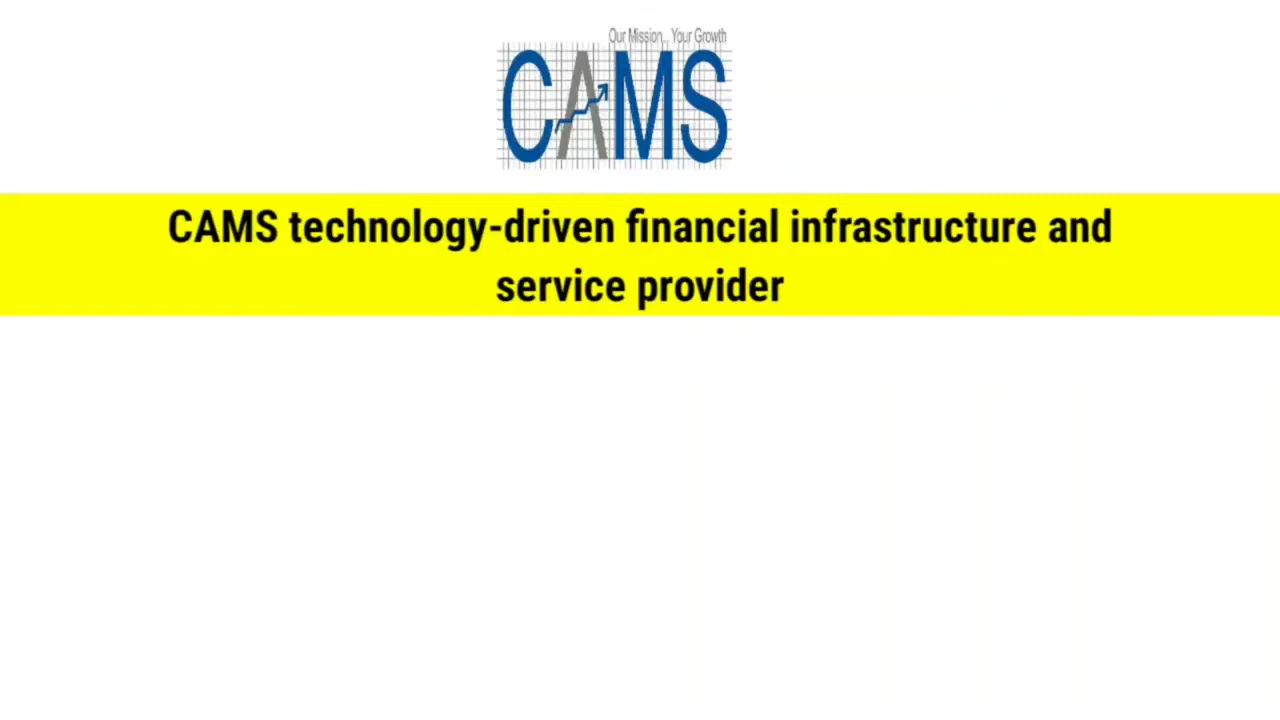 Our Mission... Your Growth
CAMS
CAMS technology-driven financial infrastructure and
service provider